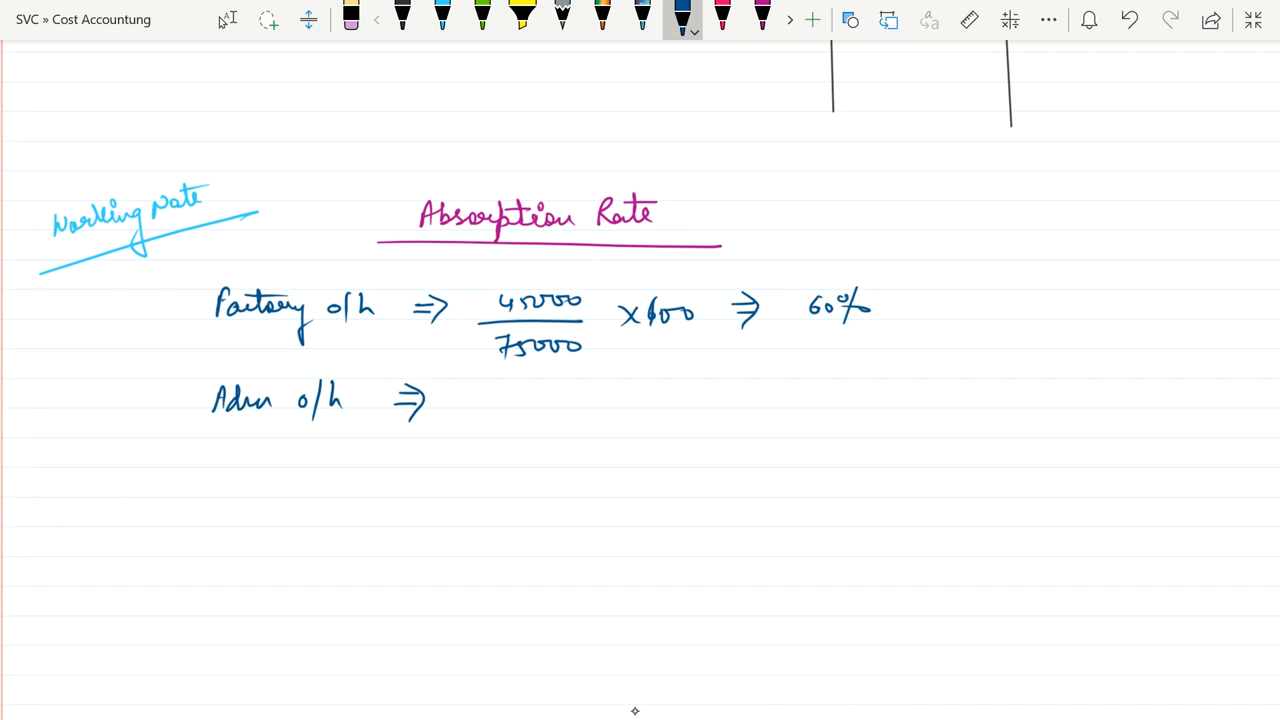 SVC » Cost Accountung
Working Note
Absorption Rate
Factory o/h ⇒ 45000 / 75000 × 100 ⇒ 60%
Adm o/h ⇒